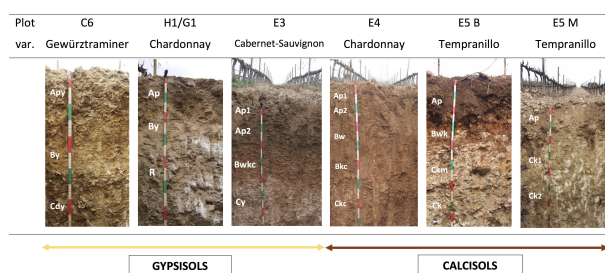 Plot C6 H1/G1 E3 E4 E5 B E5 M
var. Gewürztraminer Chardonnay Cabernet-Sauvignon Chardonnay Tempranillo Tempranillo
Apy
By
Cdy
Ap
By
R
Ap1
Ap2
Bwkc
Cy
Ap1
Ap2
Bw
Bkc
Ckc
Ap
Bwk
Ckm
Ck
Ap
Ck1
Ck2
GYPSISOLS CALCISOLS